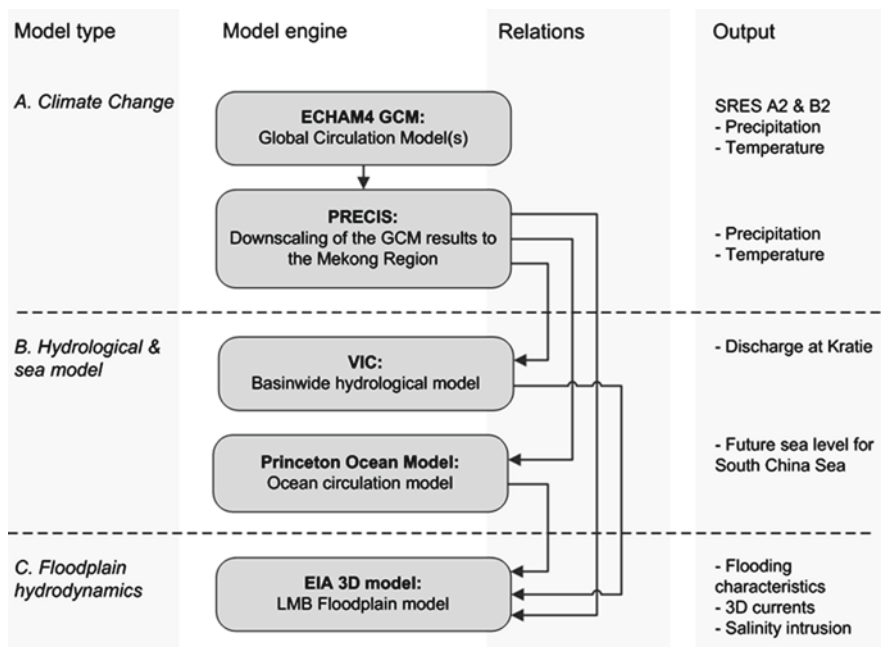 Model type
Model engine
Relations
Output
A. Climate Change
ECHAM4 GCM:
Global Circulation Model(s)
SRES A2 & B2
- Precipitation
- Temperature
PRECIS:
Downscaling of the GCM results to
the Mekong Region
- Precipitation
- Temperature
B. Hydrological &
sea model
VIC:
Basinwide hydrological model
- Discharge at Kratie
Princeton Ocean Model:
Ocean circulation model
- Future sea level for
South China Sea
C. Floodplain
hydrodynamics
EIA 3D model:
LMB Floodplain model
- Flooding
characteristics
- 3D currents
- Salinity intrusion